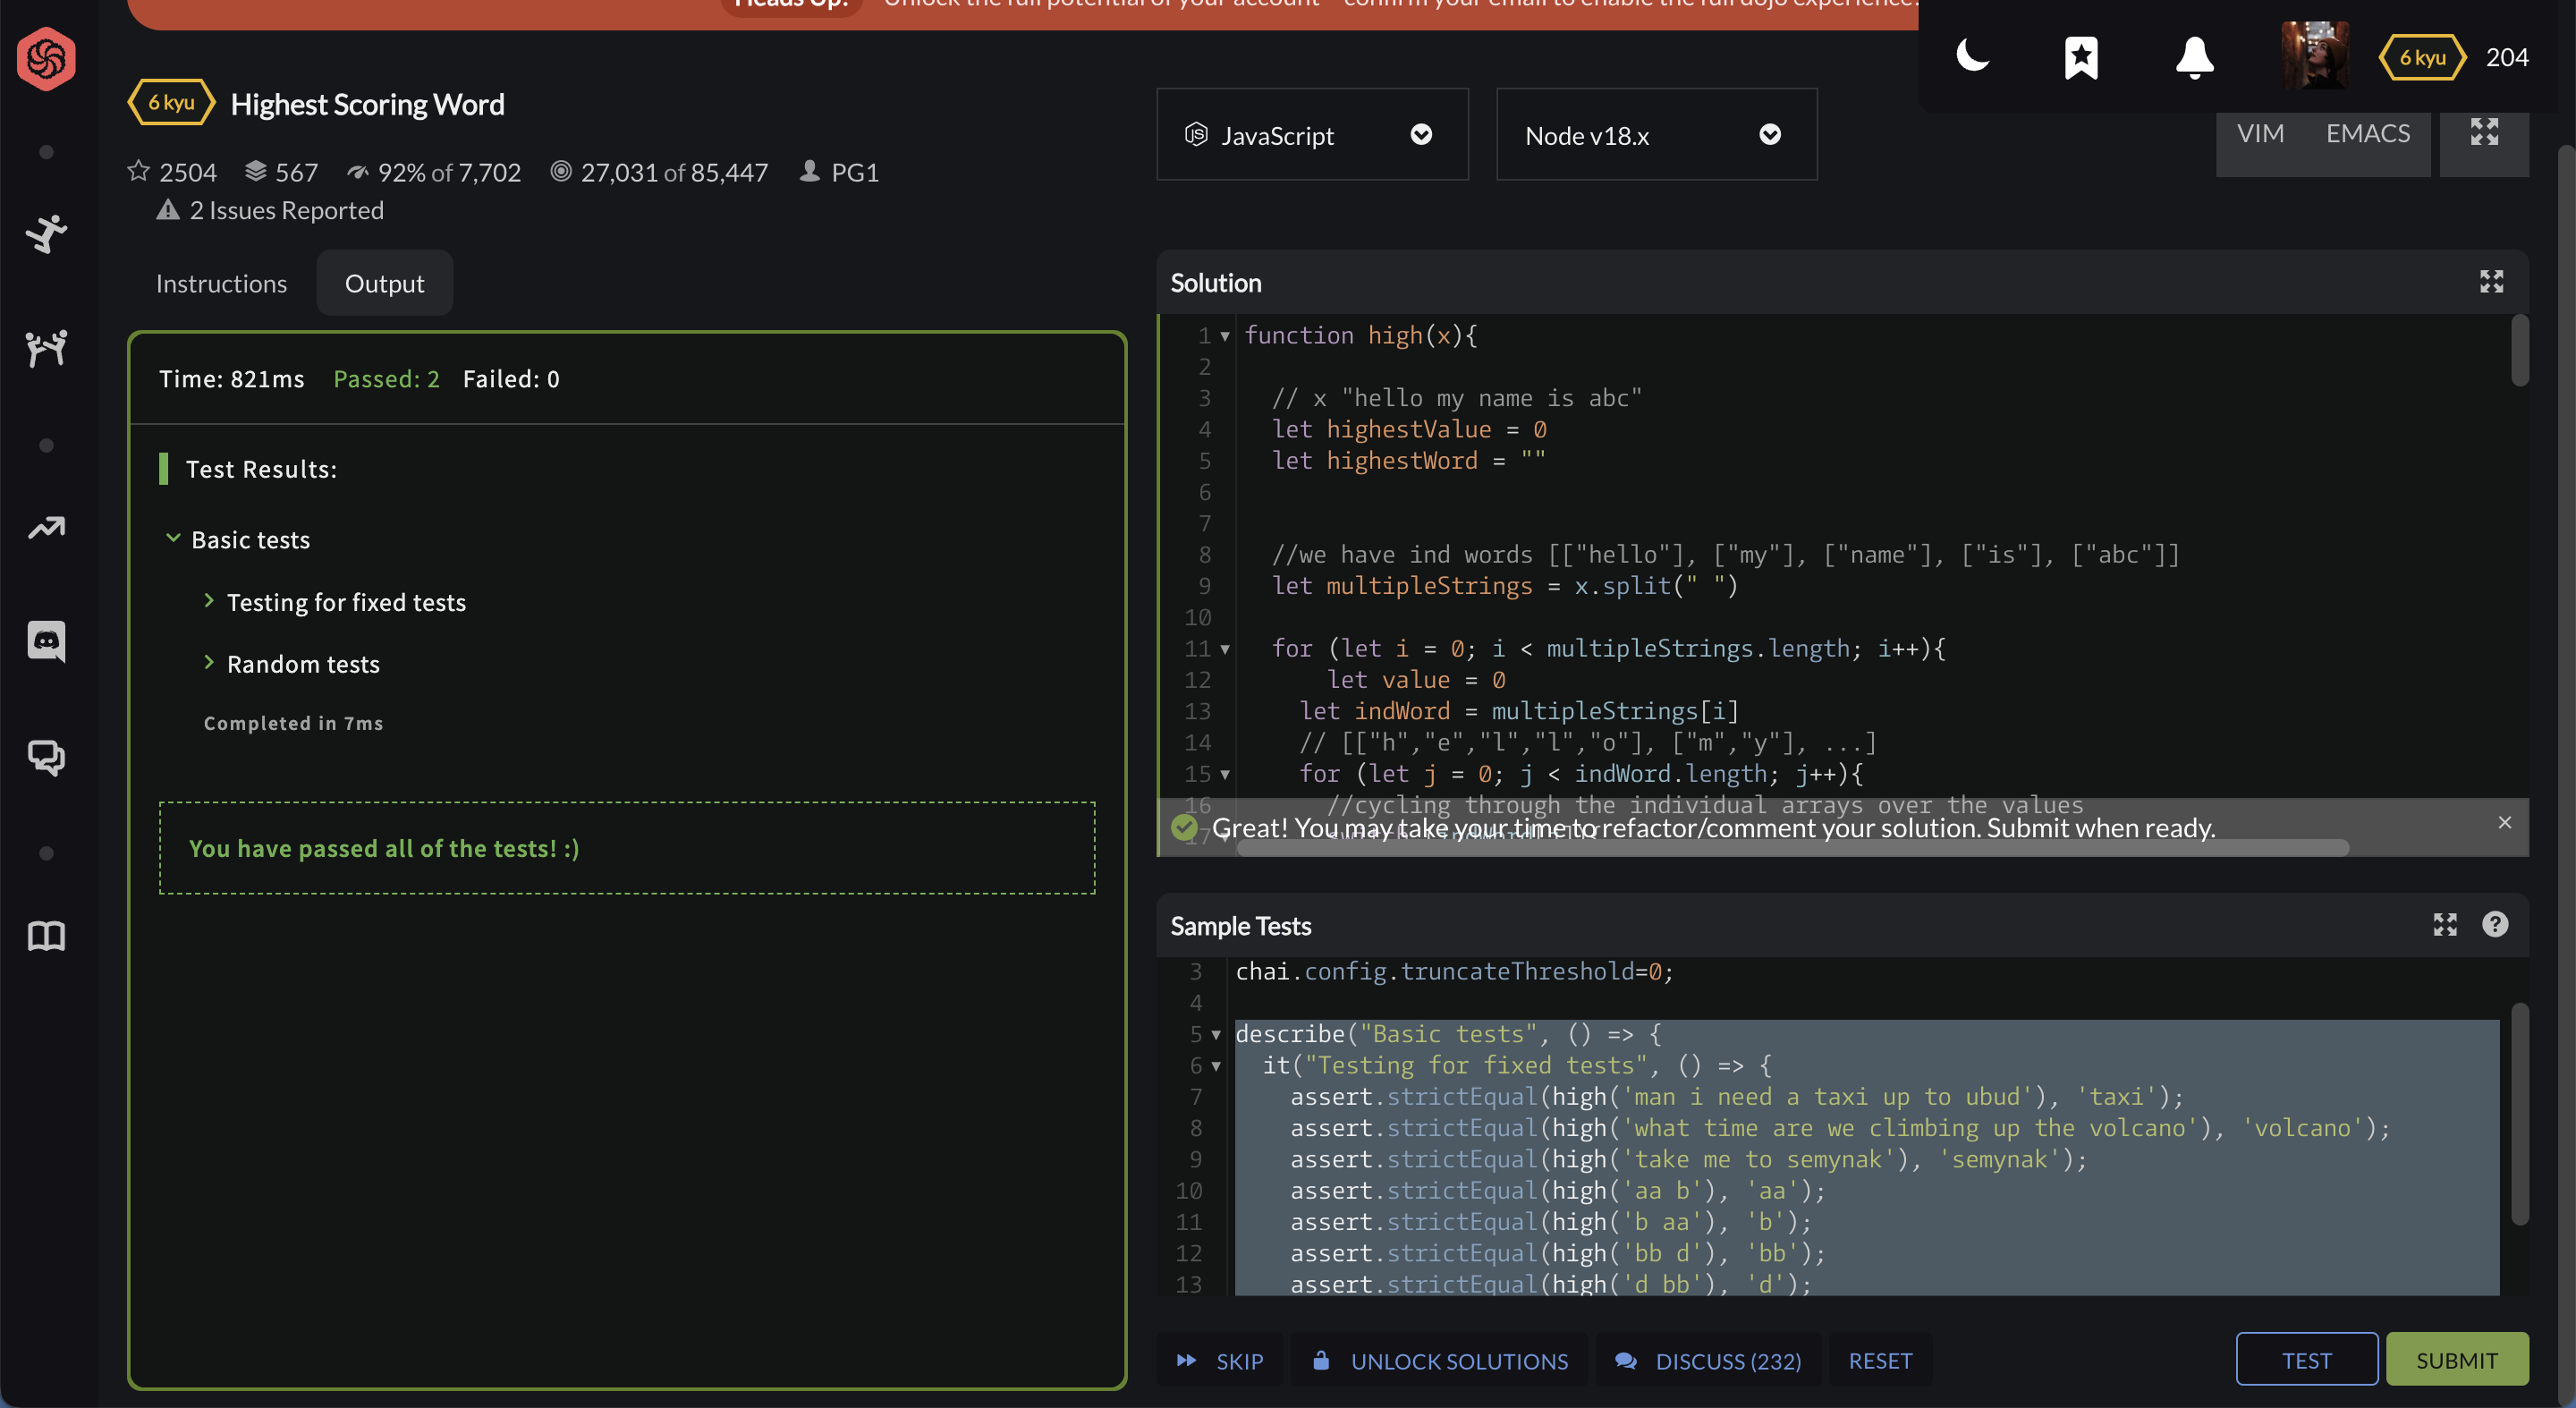 Heads Up! Unlock the full potential of your account - confirm your email to enable the full dojo experience.
6 kyu 204
6 kyu Highest Scoring Word
2504 567 92% of 7,702 27,031 of 85,447 PG1
2 Issues Reported
JavaScript
Node v18.x
VIM EMACS
Instructions Output
Time: 821ms Passed: 2 Failed: 0
Test Results:
Basic tests
Testing for fixed tests
Random tests
Completed in 7ms
You have passed all of the tests! :)
Solution
1 function high(x){
2
3 // x "hello my name is abc"
4 let highestValue = 0
5 let highestWord = ""
6
7
8 //we have ind words [["hello"], ["my"], ["name"], ["is"], ["abc"]]
9 let multipleStrings = x.split(" ")
10
11 for (let i = 0; i < multipleStrings.length; i++){
12 let value = 0
13 let indWord = multipleStrings[i]
14 // [["h","e","l","l","o"], ["m","y"], ...]
15 for (let j = 0; j < indWord.length; j++){
16 //cycling through the individual arrays over the values
17
Great! You may take your time to refactor/comment your solution. Submit when ready.
Sample Tests
3 chai.config.truncateThreshold=0;
4
5 describe("Basic tests", () => {
6 it("Testing for fixed tests", () => {
7 assert.strictEqual(high('man i need a taxi up to ubud'), 'taxi');
8 assert.strictEqual(high('what time are we climbing up the volcano'), 'volcano');
9 assert.strictEqual(high('take me to semynak'), 'semynak');
10 assert.strictEqual(high('aa b'), 'aa');
11 assert.strictEqual(high('b aa'), 'b');
12 assert.strictEqual(high('bb d'), 'bb');
13 assert.strictEqual(high('d bb'), 'd');
SKIP UNLOCK SOLUTIONS DISCUSS (232) RESET TEST SUBMIT